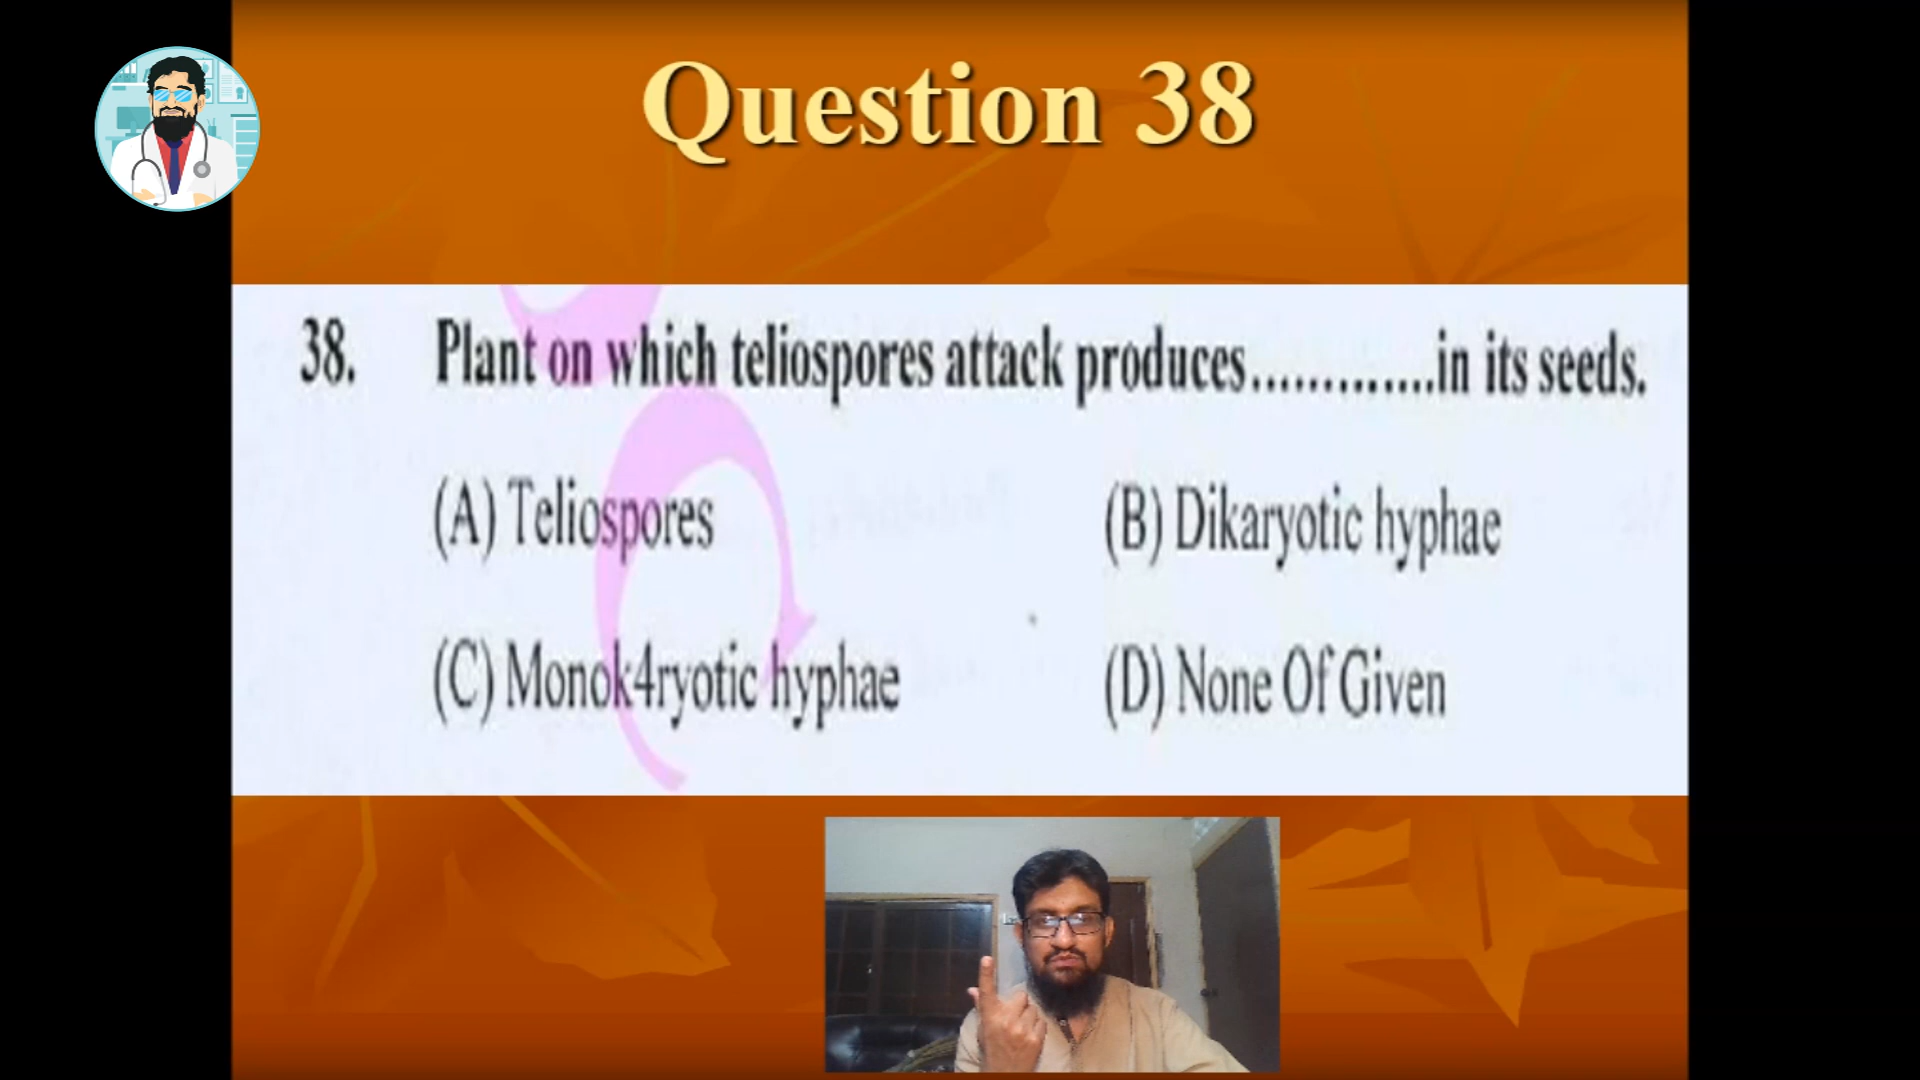 Question 38
38. Plant on which teliospores attack produces.............in its seeds.
(A) Teliospores (B) Dikaryotic hyphae
(C) Monok4ryotic hyphae (D) None Of Given